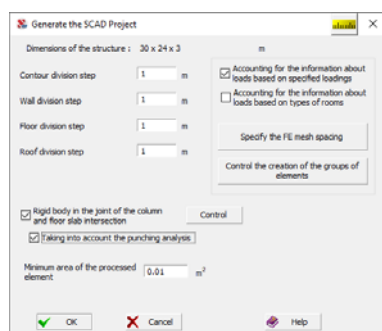 Generate the SCAD Project
Dimensions of the structure : 30 x 24 x 3 m
Contour division step 1 m
Wall division step 1 m
Floor division step 1 m
Roof division step 1 m
Accounting for the information about
loads based on specified loadings
Accounting for the information about
loads based on types of rooms
Specify the FE mesh spacing
Control the creation of the groups of
elements
Rigid body in the joint of the column
and floor slab intersection
Control
Taking into account the punching analysis
Minimum area of the processed
element
0.01 m²
OK Cancel Help